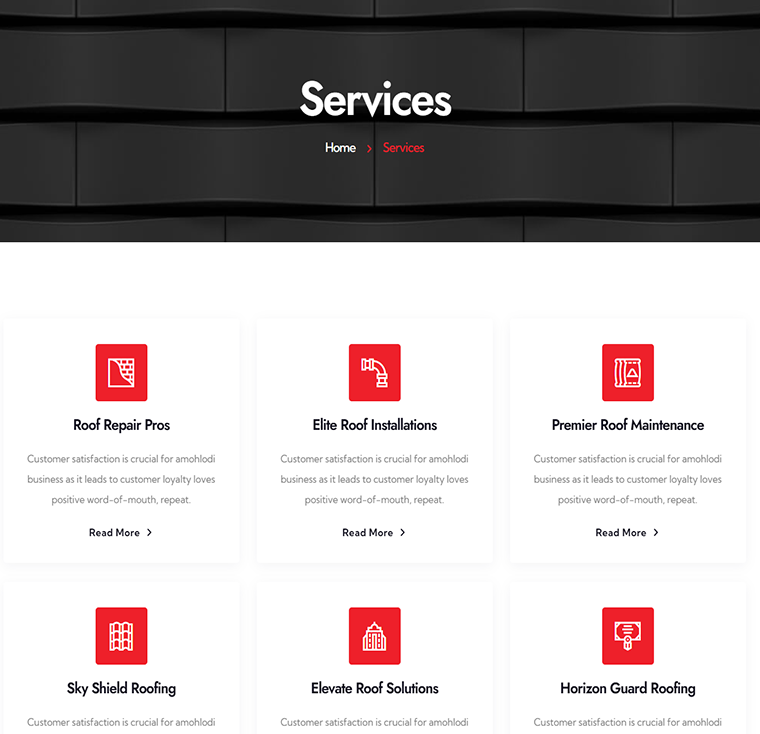 Services
Home > Services
Roof Repair Pros
Customer satisfaction is crucial for amohlodi
business as it leads to customer loyalty loves
positive word-of-mouth, repeat.
Read More >
Elite Roof Installations
Customer satisfaction is crucial for amohlodi
business as it leads to customer loyalty loves
positive word-of-mouth, repeat.
Read More >
Premier Roof Maintenance
Customer satisfaction is crucial for amohlodi
business as it leads to customer loyalty loves
positive word-of-mouth, repeat.
Read More >
Sky Shield Roofing
Customer satisfaction is crucial for amohlodi
Elevate Roof Solutions
Customer satisfaction is crucial for amohlodi
Horizon Guard Roofing
Customer satisfaction is crucial for amohlodi